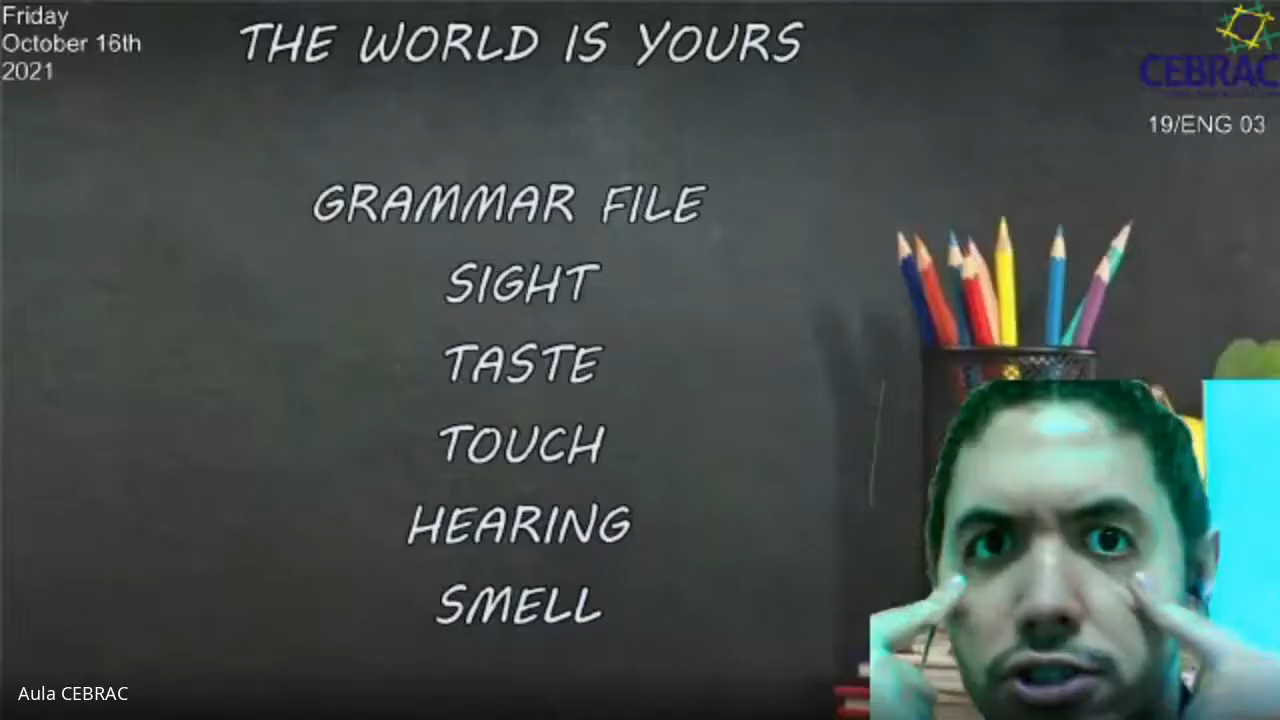 Friday
October 16th
2021
THE WORLD IS YOURS
CEBRAC
19/ENG 03
GRAMMAR FILE
SIGHT
TASTE
TOUCH
HEARING
SMELL
Aula CEBRAC